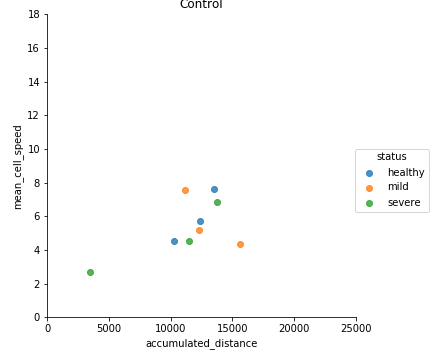 Control
18
16
14
12
10
8
6
4
2
0
mean_cell_speed
0 5000 10000 15000 20000 25000
accumulated_distance
status
healthy
mild
severe